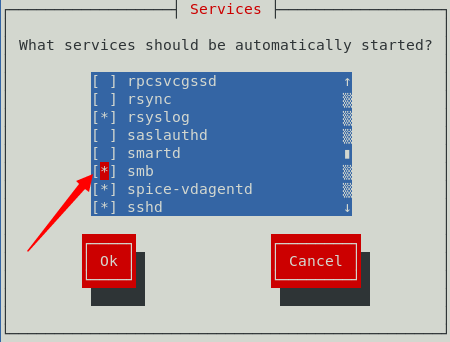 Services
What services should be automatically started?
[ ] rpcsvcgssd ↑
[ ] rsync
[*] rsyslog
[ ] saslauthd
[ ] smartd
[*] smb
[*] spice-vdagentd
[*] sshd ↓
Ok Cancel